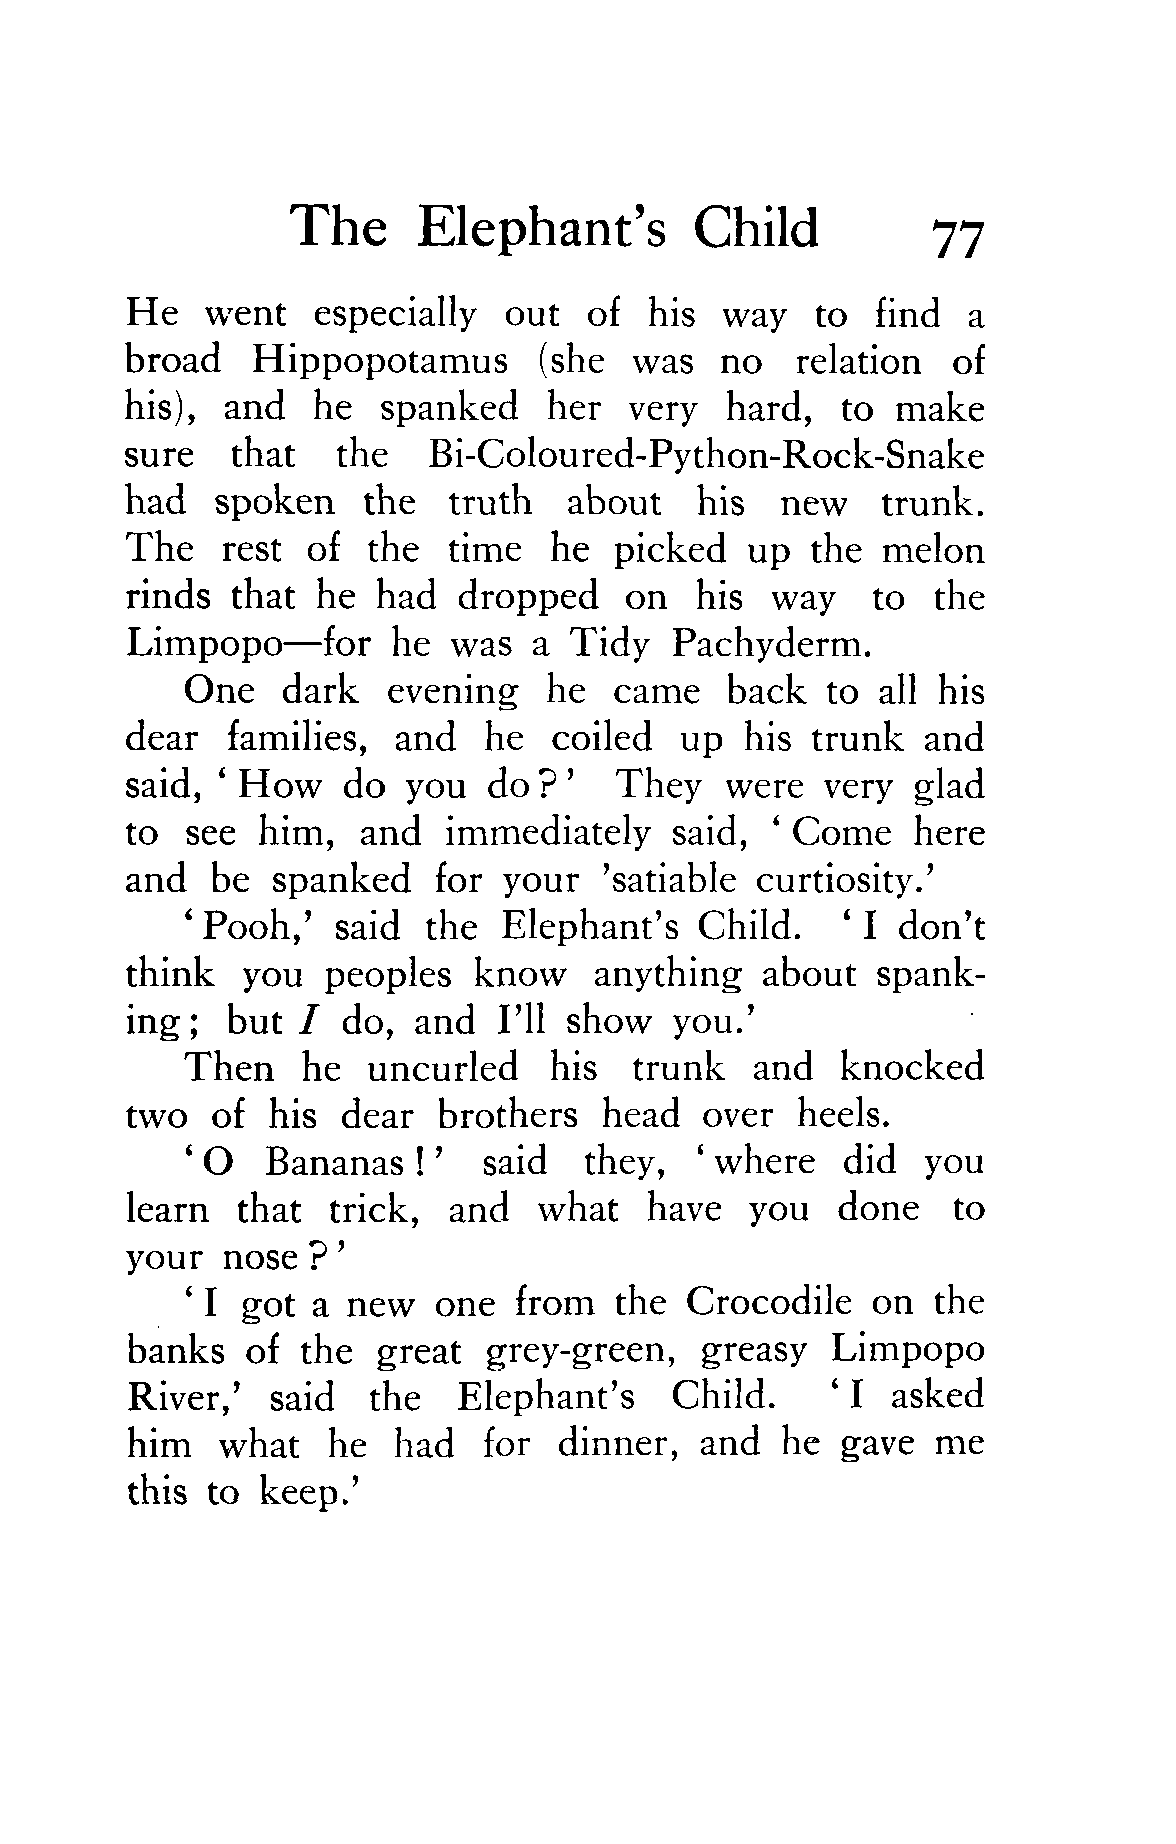 The Elephant's Child 77
He went especially out of his way to find a
broad Hippopotamus (she was no relation of
his), and he spanked her very hard, to make
sure that the Bi-Coloured-Python-Rock-Snake
had spoken the truth about his new trunk.
The rest of the time he picked up the melon
rinds that he had dropped on his way to the
Limpopo—for he was a Tidy Pachyderm.
One dark evening he came back to all his
dear families, and he coiled up his trunk and
said, ‘ How do you do ? ’ They were very glad
to see him, and immediately said, ‘ Come here
and be spanked for your ’satiable curtiosity.’
‘ Pooh,’ said the Elephant’s Child. ‘ I don’t
think you peoples know anything about spank-
ing ; but I do, and I’ll show you.’
Then he uncurled his trunk and knocked
two of his dear brothers head over heels.
‘ O Bananas ! ’ said they, ‘ where did you
learn that trick, and what have you done to
your nose ? ’
‘ I got a new one from the Crocodile on the
banks of the great grey-green, greasy Limpopo
River,’ said the Elephant’s Child. ‘ I asked
him what he had for dinner, and he gave me
this to keep.’